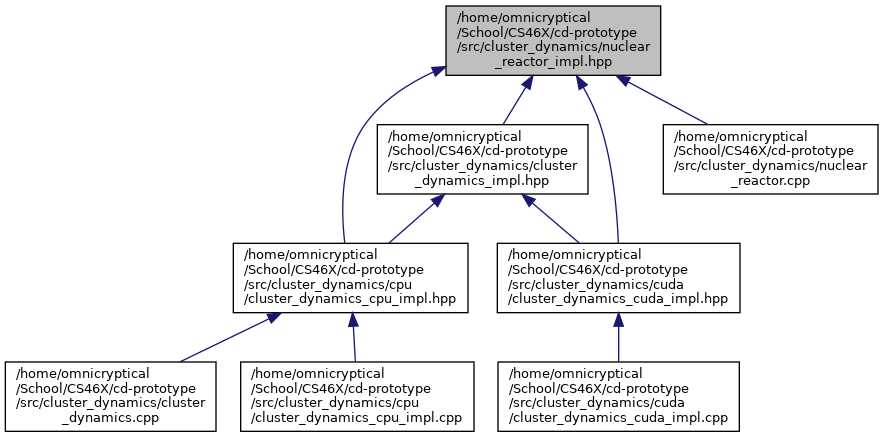 /home/omnicryptical
/School/CS46X/cd-prototype
/src/cluster_dynamics/nuclear
_reactor_impl.hpp
/home/omnicryptical
/School/CS46X/cd-prototype
/src/cluster_dynamics/cluster
_dynamics_impl.hpp
/home/omnicryptical
/School/CS46X/cd-prototype
/src/cluster_dynamics/nuclear
_reactor.cpp
/home/omnicryptical
/School/CS46X/cd-prototype
/src/cluster_dynamics/cpu
/cluster_dynamics_cpu_impl.hpp
/home/omnicryptical
/School/CS46X/cd-prototype
/src/cluster_dynamics/cuda
/cluster_dynamics_cuda_impl.hpp
/home/omnicryptical
/School/CS46X/cd-prototype
/src/cluster_dynamics/cluster
_dynamics.cpp
/home/omnicryptical
/School/CS46X/cd-prototype
/src/cluster_dynamics/cpu
/cluster_dynamics_cpu_impl.cpp
/home/omnicryptical
/School/CS46X/cd-prototype
/src/cluster_dynamics/cuda
/cluster_dynamics_cuda_impl.cpp